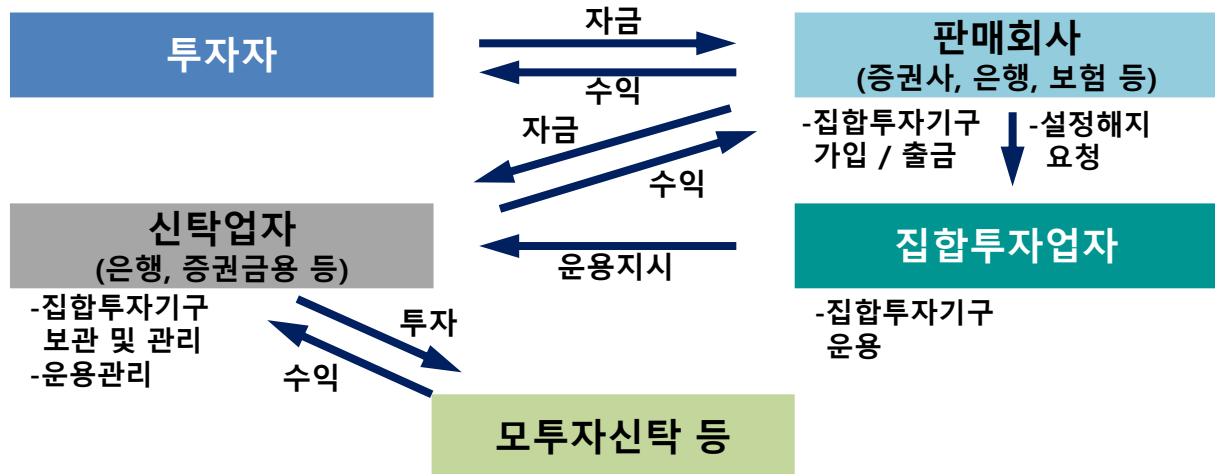 투자자
자금
수익
판매회사
(증권사, 은행, 보험 등)
-집합투자기구
가입 / 출금
-설정해지
요청
자금
수익
신탁업자
(은행, 증권금용 등)
-집합투자기구
보관 및 관리
-운용관리
운용지시
집합투자업자
-집합투자기구
운용
투자
수익
모투자신탁 등